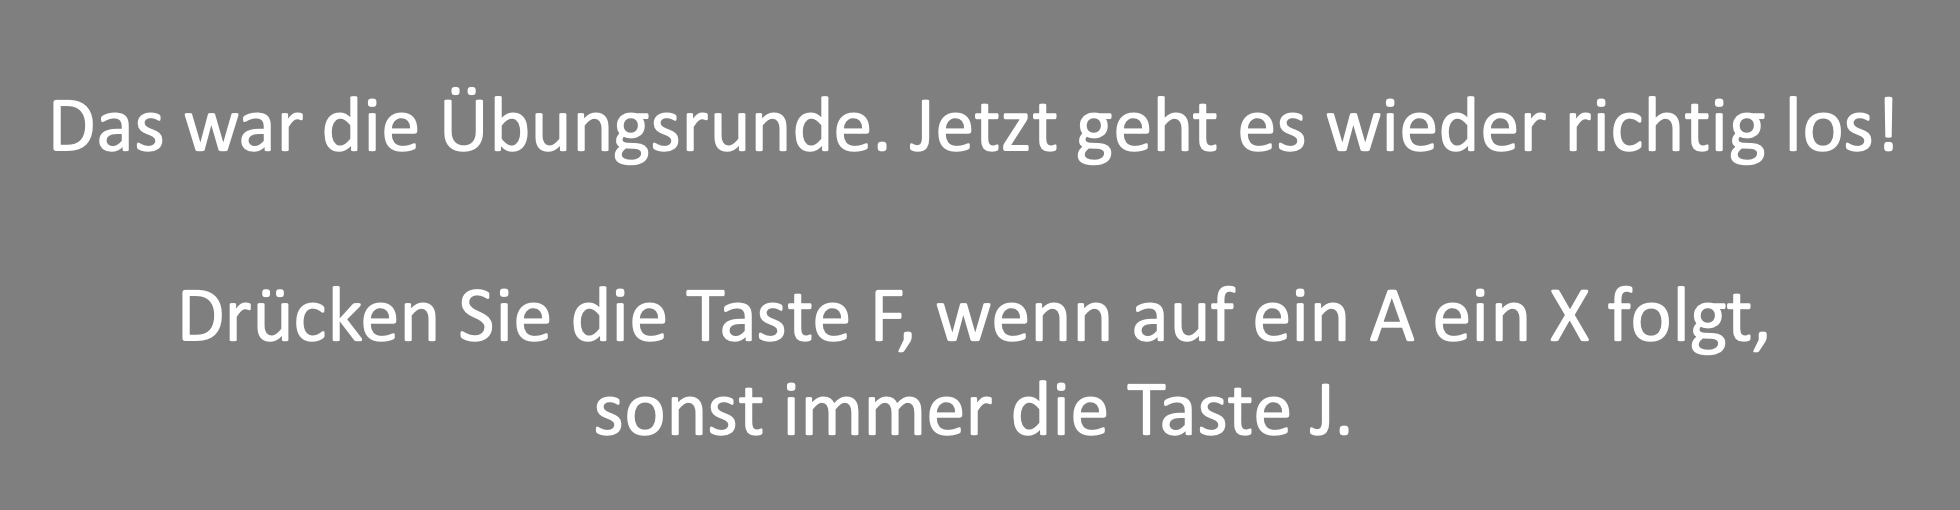 Das war die Übungsrunde. Jetzt geht es wieder richtig los!
Drücken Sie die Taste F, wenn auf ein A ein X folgt,
sonst immer die Taste J.